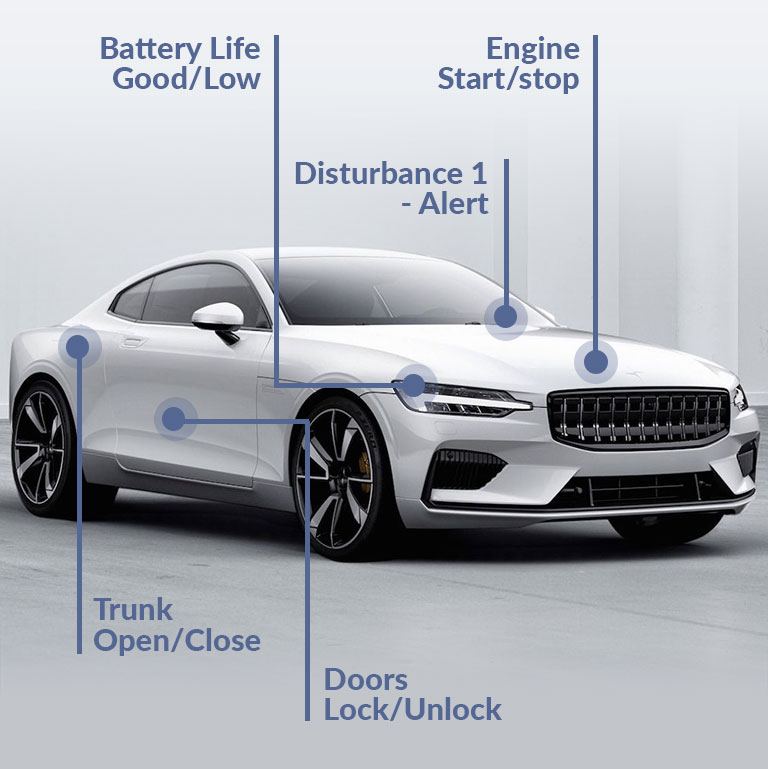 Battery Life
Good/Low
Engine
Start/stop
Disturbance 1
- Alert
Trunk
Open/Close
Doors
Lock/Unlock